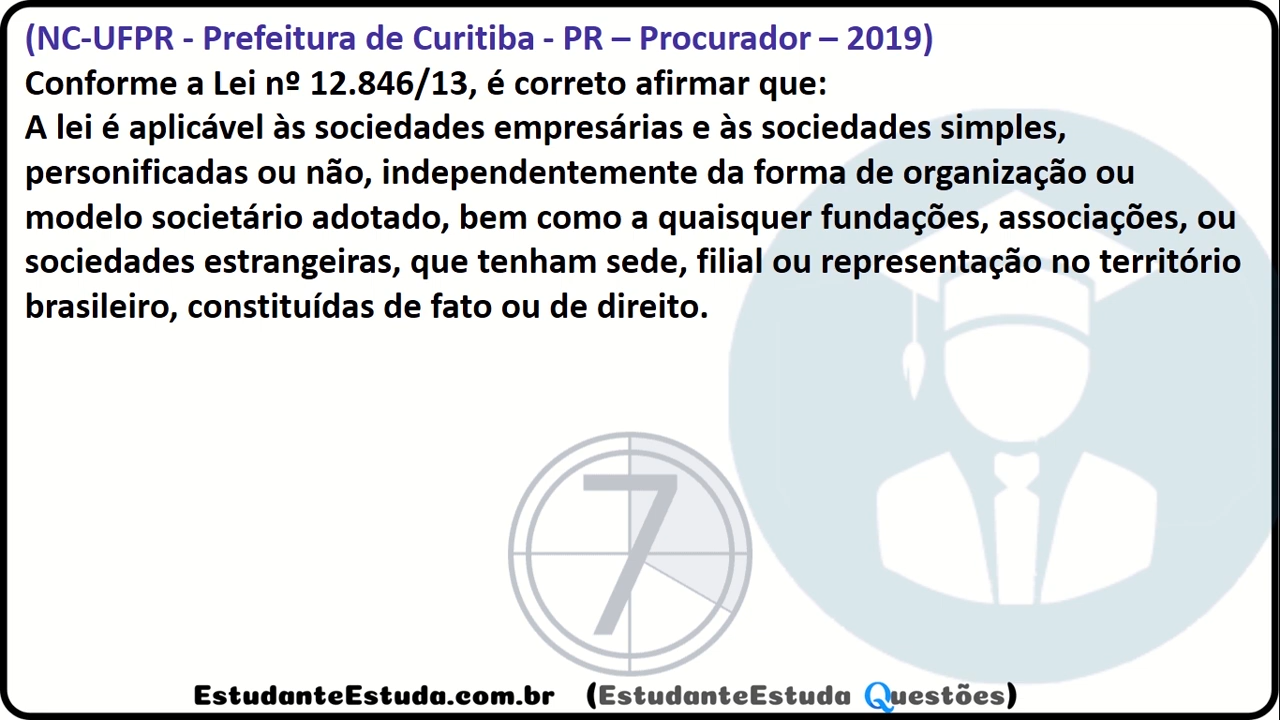 (NC-UFPR - Prefeitura de Curitiba - PR – Procurador – 2019)
Conforme a Lei nº 12.846/13, é correto afirmar que:
A lei é aplicável às sociedades empresárias e às sociedades simples,
personificadas ou não, independentemente da forma de organização ou
modelo societário adotado, bem como a quaisquer fundações, associações, ou
sociedades estrangeiras, que tenham sede, filial ou representação no território
brasileiro, constituídas de fato ou de direito.
7
EstudanteEstuda.com.br (EstudanteEstuda Questões)